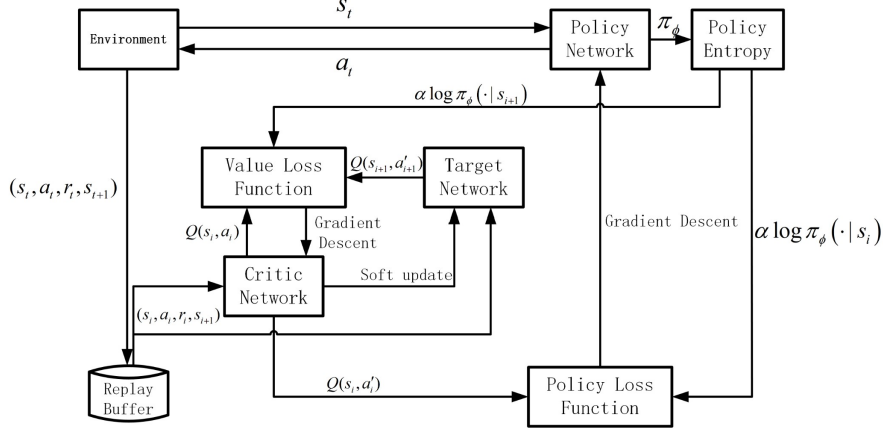 s_t
Environment
Policy
Network
π_ϕ
Policy
Entropy
a_t
α log π_ϕ(·|s_{i+1})
Value Loss
Function
Q(s_{i+1}, a'_{i+1})
Target
Network
(s_t, a_t, r_t, s_{t+1})
Q(s_i, a_i)
Gradient
Descent
Gradient Descent
α log π_ϕ(·|s_i)
Critic
Network
Soft update
(s_i, a_i, r_i, s_{i+1})
Replay
Buffer
Q(s_i, a'_i)
Policy Loss
Function